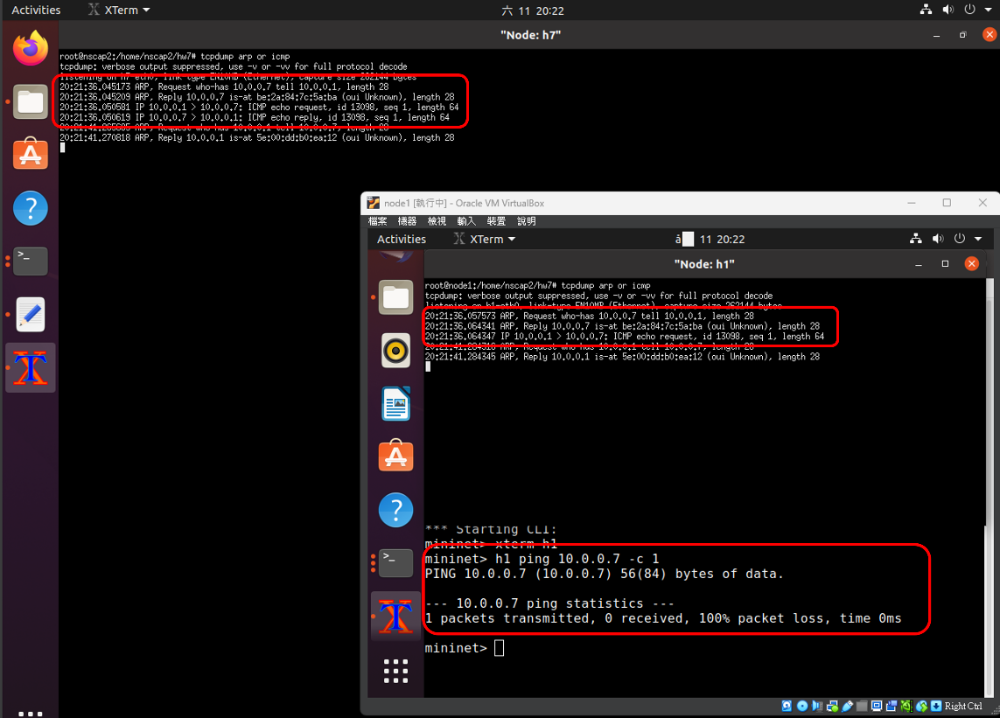 Activities XTerm 六 11 20:22
"Node: h7"
root@nscap2:/home/nscap2/hw7# tcpdump arp or icmp
tcpdump: verbose output suppressed, use -v or -vv for full protocol decode
listening on h7-eth0, link-type EN10MB (Ethernet), capture size 262144 bytes
20:21:36.045173 ARP, Request who-has 10.0.0.7 tell 10.0.0.1, length 28
20:21:36.045209 ARP, Reply 10.0.0.7 is-at be:2a:84:7c:5a:ba (oui Unknown), length 28
20:21:36.050581 IP 10.0.0.1 > 10.0.0.7: ICMP echo request, id 13098, seq 1, length 64
20:21:36.050619 IP 10.0.0.7 > 10.0.0.1: ICMP echo reply, id 13098, seq 1, length 64
ARP, Request who-has 10.0.0.1 tell 10.0.0.7, length 28
20:21:41.270818 ARP, Reply 10.0.0.1 is-at 5e:00:dd:b0:ea:12 (oui Unknown), length 28
node1 [執行中] - Oracle VM VirtualBox
檔案 機器 檢視 輸入 裝置 說明
Activities XTerm å 11 20:22
"Node: h1"
root@node1:/home/nscap2/hw7# tcpdump arp or icmp
tcpdump: verbose output suppressed, use -v or -vv for full protocol decode
listening on h1-eth0, link-type EN10MB (Ethernet), capture size 262144 bytes
20:21:36.057573 ARP, Request who-has 10.0.0.7 tell 10.0.0.1, length 28
20:21:36.064341 ARP, Reply 10.0.0.7 is-at be:2a:84:7c:5a:ba (oui Unknown), length 28
20:21:36.064347 IP 10.0.0.1 > 10.0.0.7: ICMP echo request, id 13098, seq 1, length 64
ARP, Request who-has 10.0.0.1 tell 10.0.0.7, length 28
20:21:41.284345 ARP, Reply 10.0.0.1 is-at 5e:00:dd:b0:ea:12 (oui Unknown), length 28
*** Starting CLI:
mininet> xterm h1
mininet> h1 ping 10.0.0.7 -c 1
PING 10.0.0.7 (10.0.0.7) 56(84) bytes of data.
--- 10.0.0.7 ping statistics ---
1 packets transmitted, 0 received, 100% packet loss, time 0ms
mininet>
Right Ctrl